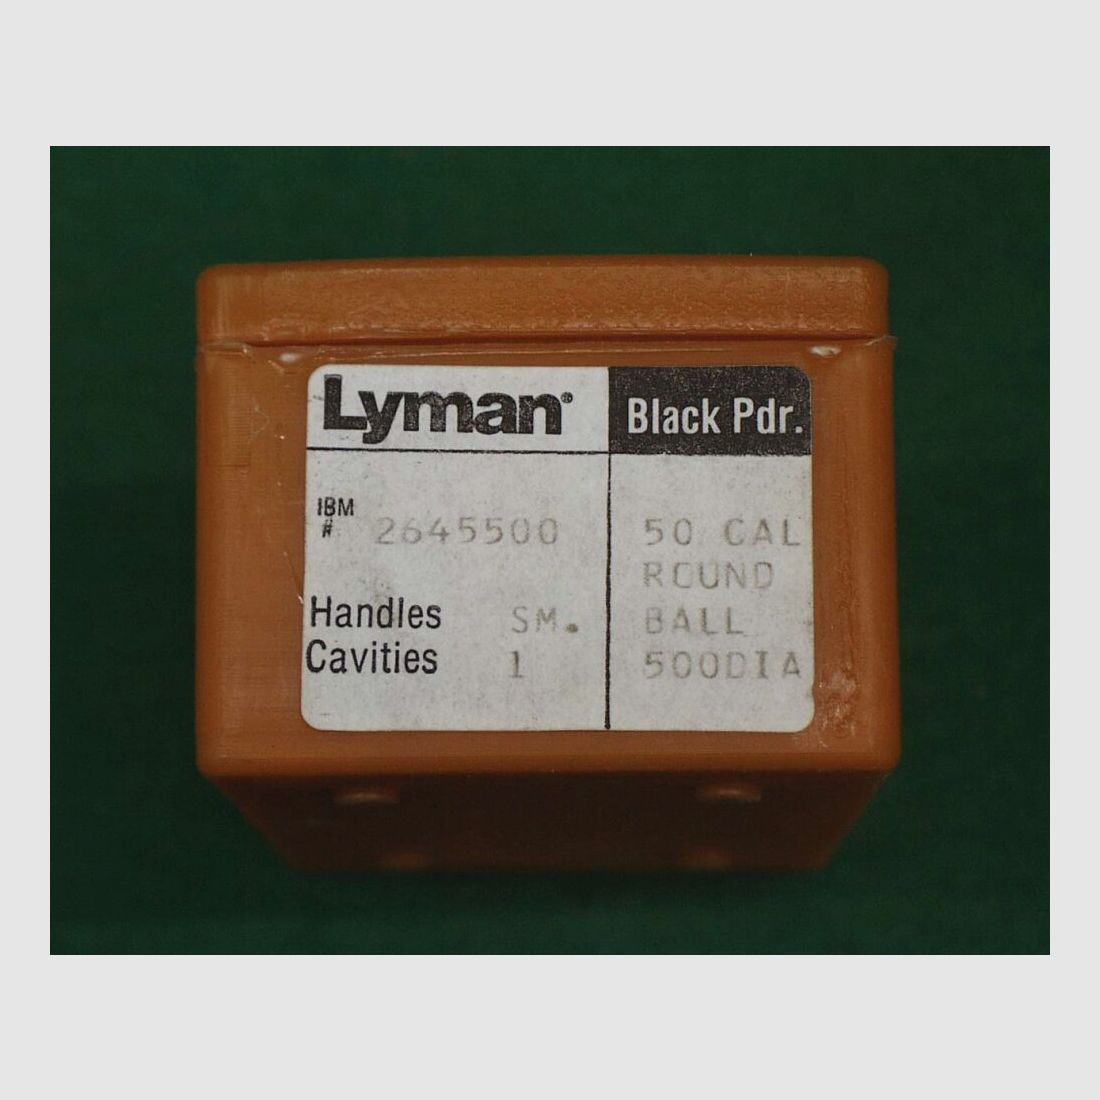 Lyman®
Black Pdr.
IBM
# 2645500
Handles SM.
Cavities 1
50 CAL
ROUND
BALL
500DIA